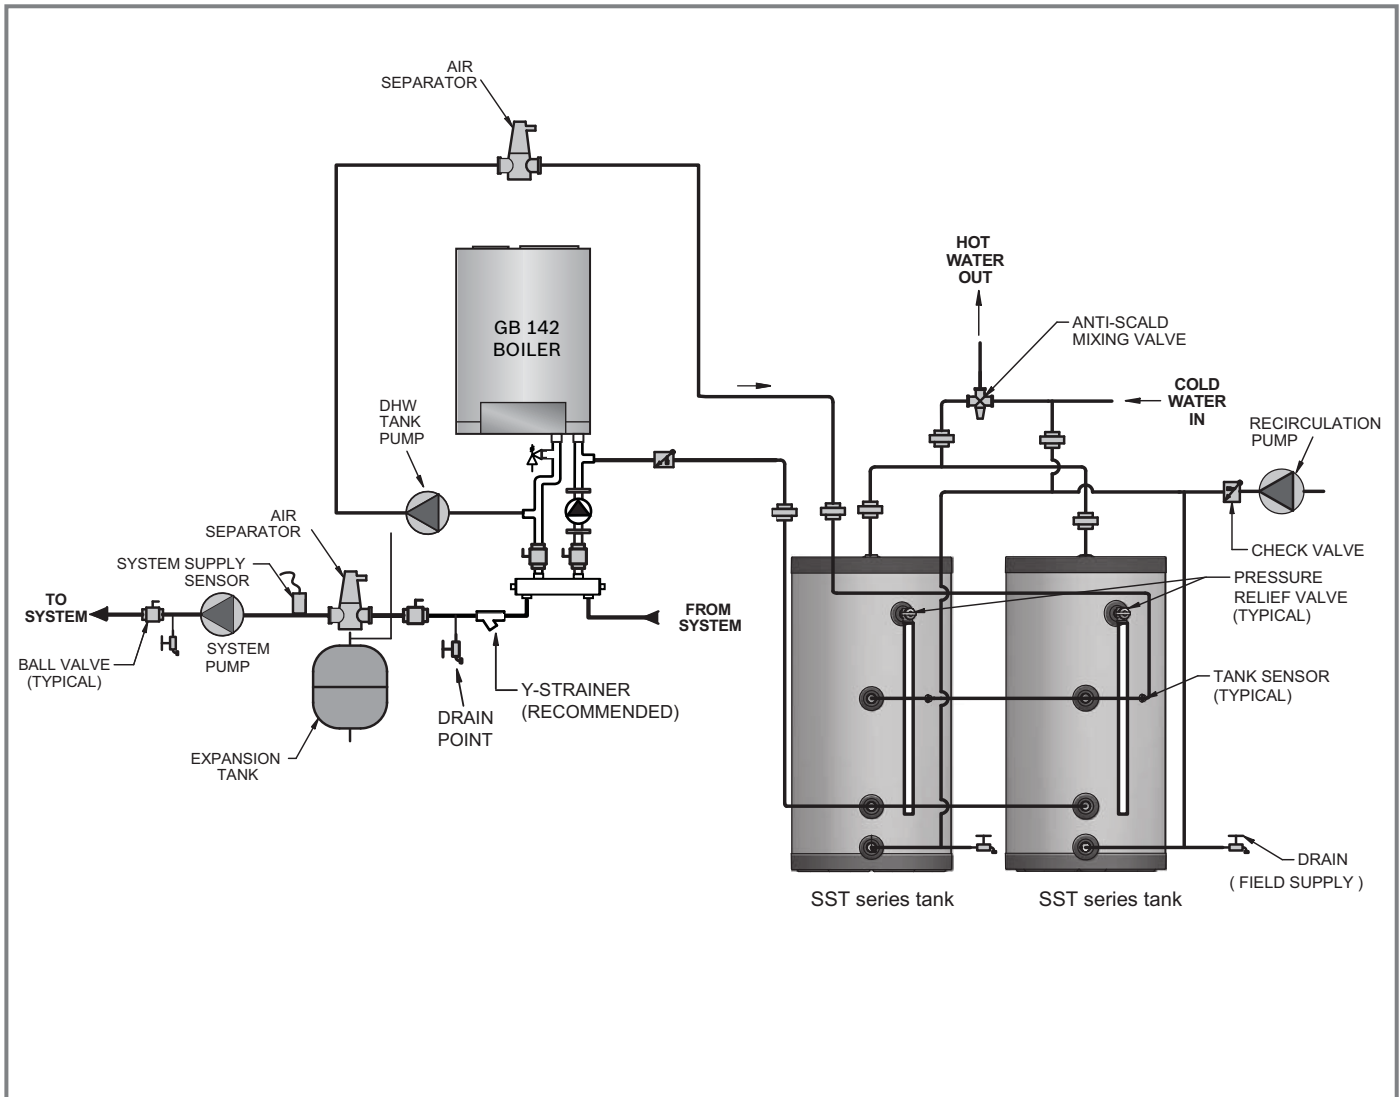 AIR
SEPARATOR
GB 142
BOILER
HOT
WATER
OUT
ANTI-SCALD
MIXING VALVE
COLD
WATER
IN
RECIRCULATION
PUMP
DHW
TANK
PUMP
AIR
SEPARATOR
SYSTEM SUPPLY
SENSOR
TO
SYSTEM
BALL VALVE
(TYPICAL)
SYSTEM
PUMP
FROM
SYSTEM
CHECK VALVE
PRESSURE
RELIEF VALVE
(TYPICAL)
TANK SENSOR
(TYPICAL)
Y-STRAINER
(RECOMMENDED)
DRAIN
POINT
EXPANSION
TANK
DRAIN
( FIELD SUPPLY )
SST series tank
SST series tank